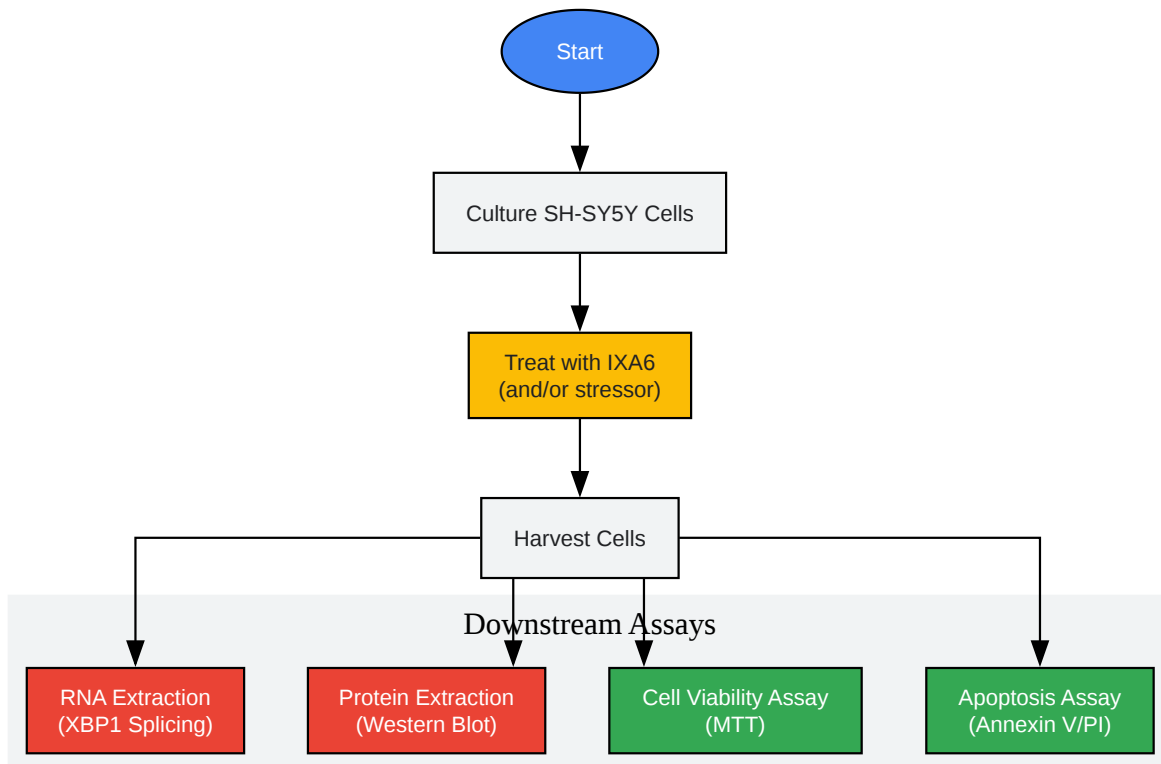 Start
Culture SH-SY5Y Cells
Treat with IXA6
(and/or stressor)
Harvest Cells
Downstream Assays
RNA Extraction
(XBP1 Splicing)
Protein Extraction
(Western Blot)
Cell Viability Assay
(MTT)
Apoptosis Assay
(Annexin V/PI)